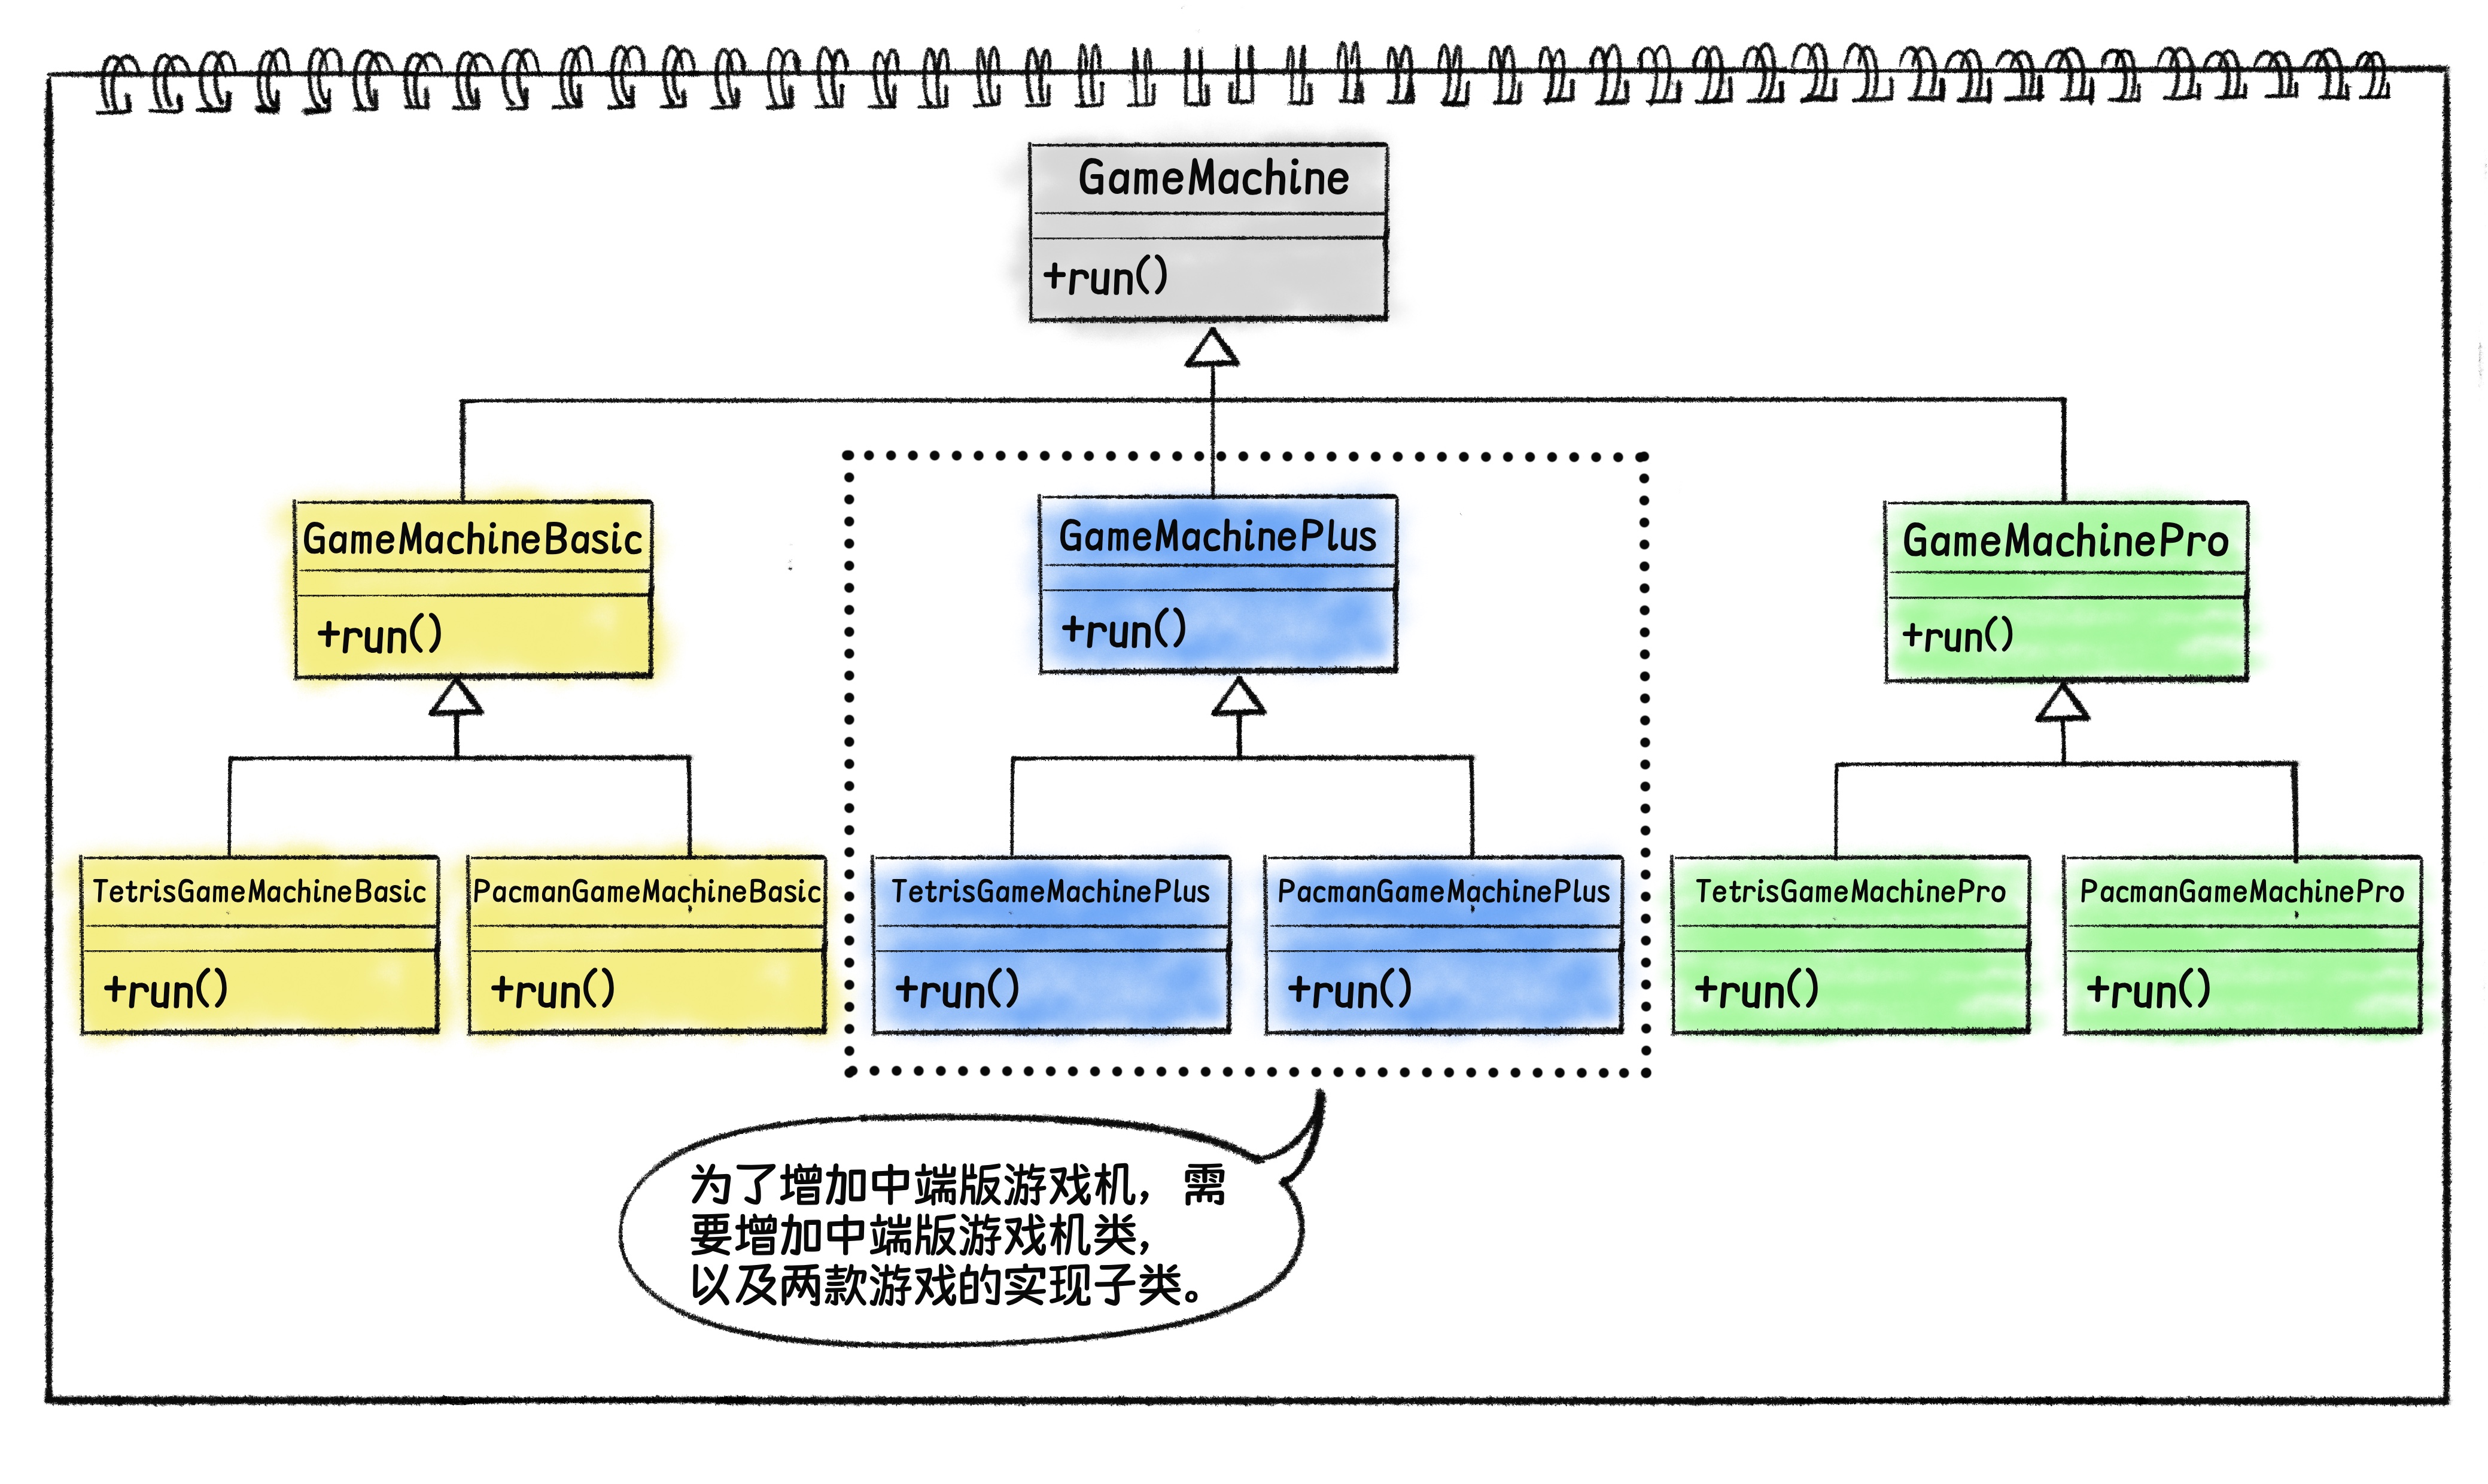 GameMachine
+run()
GameMachineBasic
+run()
GameMachinePlus
+run()
GameMachinePro
+run()
TetrisGameMachineBasic
+run()
PacmanGameMachineBasic
+run()
TetrisGameMachinePlus
+run()
PacmanGameMachinePlus
+run()
TetrisGameMachinePro
+run()
PacmanGameMachinePro
+run()
为了增加中端版游戏机，需
要增加中端版游戏机类，
以及两款游戏的实现子类。